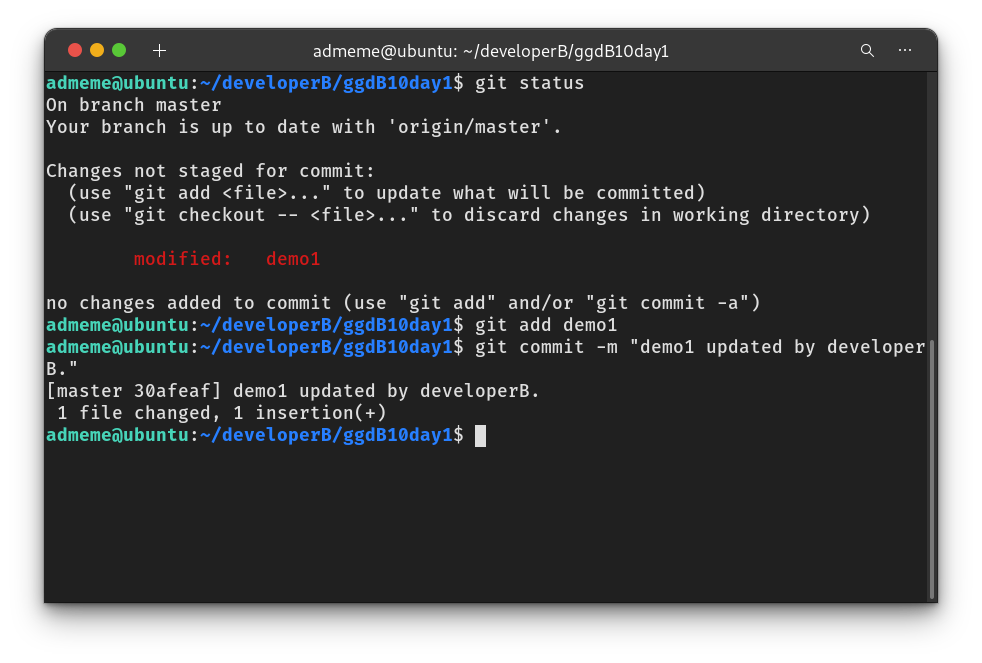 admeme@ubuntu: ~/developerB/ggdB10day1
admeme@ubuntu:~/developerB/ggdB10day1$ git status
On branch master
Your branch is up to date with 'origin/master'.
Changes not staged for commit:
  (use "git add <file>..." to update what will be committed)
  (use "git checkout -- <file>..." to discard changes in working directory)
        modified:   demo1
no changes added to commit (use "git add" and/or "git commit -a")
admeme@ubuntu:~/developerB/ggdB10day1$ git add demo1
admeme@ubuntu:~/developerB/ggdB10day1$ git commit -m "demo1 updated by developer
B."
[master 30afeaf] demo1 updated by developerB.
 1 file changed, 1 insertion(+)
admeme@ubuntu:~/developerB/ggdB10day1$